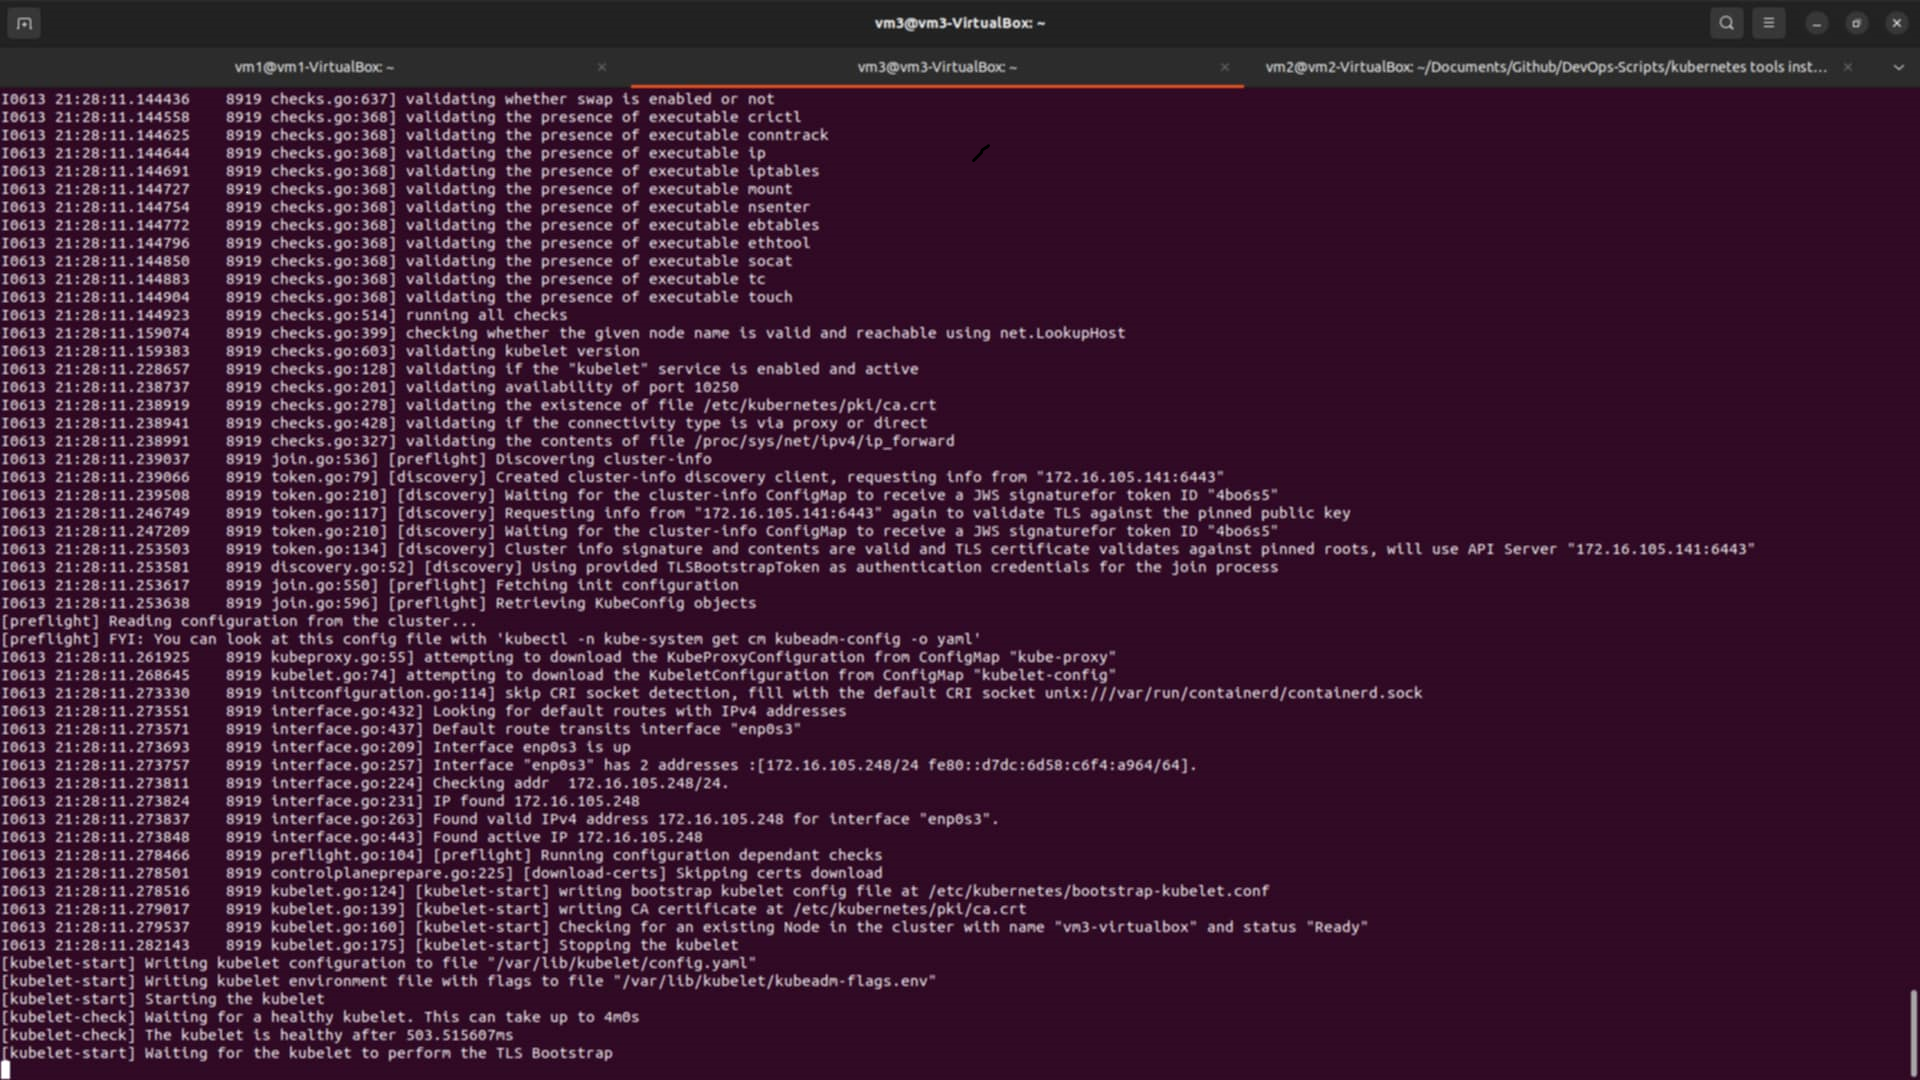 vm3@vm3-VirtualBox: ~
vm1@vm1-VirtualBox: ~
vm3@vm3-VirtualBox: ~
vm2@vm2-VirtualBox: ~/Documents/Github/DevOps-Scripts/kubernetes tools inst...
I0613 21:28:11.144436    8919 checks.go:637] validating whether swap is enabled or not
I0613 21:28:11.144558    8919 checks.go:368] validating the presence of executable crictl
I0613 21:28:11.144625    8919 checks.go:368] validating the presence of executable conntrack
I0613 21:28:11.144644    8919 checks.go:368] validating the presence of executable ip
I0613 21:28:11.144691    8919 checks.go:368] validating the presence of executable iptables
I0613 21:28:11.144727    8919 checks.go:368] validating the presence of executable mount
I0613 21:28:11.144754    8919 checks.go:368] validating the presence of executable nsenter
I0613 21:28:11.144772    8919 checks.go:368] validating the presence of executable ebtables
I0613 21:28:11.144796    8919 checks.go:368] validating the presence of executable ethtool
I0613 21:28:11.144850    8919 checks.go:368] validating the presence of executable socat
I0613 21:28:11.144883    8919 checks.go:368] validating the presence of executable tc
I0613 21:28:11.144904    8919 checks.go:368] validating the presence of executable touch
I0613 21:28:11.144923    8919 checks.go:514] running all checks
I0613 21:28:11.159074    8919 checks.go:399] checking whether the given node name is valid and reachable using net.LookupHost
I0613 21:28:11.159383    8919 checks.go:603] validating kubelet version
I0613 21:28:11.228657    8919 checks.go:128] validating if the "kubelet" service is enabled and active
I0613 21:28:11.238737    8919 checks.go:201] validating availability of port 10250
I0613 21:28:11.238919    8919 checks.go:278] validating the existence of file /etc/kubernetes/pki/ca.crt
I0613 21:28:11.238941    8919 checks.go:428] validating if the connectivity type is via proxy or direct
I0613 21:28:11.238991    8919 checks.go:327] validating the contents of file /proc/sys/net/ipv4/ip_forward
I0613 21:28:11.239037    8919 join.go:536] [preflight] Discovering cluster-info
I0613 21:28:11.239066    8919 token.go:79] [discovery] Created cluster-info discovery client, requesting info from "172.16.105.141:6443"
I0613 21:28:11.239508    8919 token.go:210] [discovery] Waiting for the cluster-info ConfigMap to receive a JWS signaturefor token ID "4bo6s5"
I0613 21:28:11.246749    8919 token.go:117] [discovery] Requesting info from "172.16.105.141:6443" again to validate TLS against the pinned public key
I0613 21:28:11.247209    8919 token.go:210] [discovery] Waiting for the cluster-info ConfigMap to receive a JWS signaturefor token ID "4bo6s5"
I0613 21:28:11.253503    8919 token.go:134] [discovery] Cluster info signature and contents are valid and TLS certificate validates against pinned roots, will use API Server "172.16.105.141:6443"
I0613 21:28:11.253581    8919 discovery.go:52] [discovery] Using provided TLSBootstrapToken as authentication credentials for the join process
I0613 21:28:11.253617    8919 join.go:550] [preflight] Fetching init configuration
I0613 21:28:11.253638    8919 join.go:596] [preflight] Retrieving KubeConfig objects
[preflight] Reading configuration from the cluster...
[preflight] FYI: You can look at this config file with 'kubectl -n kube-system get cm kubeadm-config -o yaml'
I0613 21:28:11.261925    8919 kubeproxy.go:55] attempting to download the KubeProxyConfiguration from ConfigMap "kube-proxy"
I0613 21:28:11.268645    8919 kubelet.go:74] attempting to download the KubeletConfiguration from ConfigMap "kubelet-config"
I0613 21:28:11.273330    8919 initconfiguration.go:114] skip CRI socket detection, fill with the default CRI socket unix:///var/run/containerd/containerd.sock
I0613 21:28:11.273551    8919 interface.go:432] Looking for default routes with IPv4 addresses
I0613 21:28:11.273571    8919 interface.go:437] Default route transits interface "enp0s3"
I0613 21:28:11.273693    8919 interface.go:209] Interface enp0s3 is up
I0613 21:28:11.273757    8919 interface.go:257] Interface "enp0s3" has 2 addresses :[172.16.105.248/24 fe80::d7dc:6d58:c6f4:a964/64].
I0613 21:28:11.273811    8919 interface.go:224] Checking addr  172.16.105.248/24.
I0613 21:28:11.273824    8919 interface.go:231] IP found 172.16.105.248
I0613 21:28:11.273837    8919 interface.go:263] Found valid IPv4 address 172.16.105.248 for interface "enp0s3".
I0613 21:28:11.273848    8919 interface.go:443] Found active IP 172.16.105.248
I0613 21:28:11.278466    8919 preflight.go:104] [preflight] Running configuration dependant checks
I0613 21:28:11.278501    8919 controlplaneprepare.go:225] [download-certs] Skipping certs download
I0613 21:28:11.278516    8919 kubelet.go:124] [kubelet-start] writing bootstrap kubelet config file at /etc/kubernetes/bootstrap-kubelet.conf
I0613 21:28:11.279017    8919 kubelet.go:139] [kubelet-start] writing CA certificate at /etc/kubernetes/pki/ca.crt
I0613 21:28:11.279537    8919 kubelet.go:160] [kubelet-start] Checking for an existing Node in the cluster with name "vm3-virtualbox" and status "Ready"
I0613 21:28:11.282143    8919 kubelet.go:175] [kubelet-start] Stopping the kubelet
[kubelet-start] Writing kubelet configuration to file "/var/lib/kubelet/config.yaml"
[kubelet-start] Writing kubelet environment file with flags to file "/var/lib/kubelet/kubeadm-flags.env"
[kubelet-start] Starting the kubelet
[kubelet-check] Waiting for a healthy kubelet. This can take up to 4m0s
[kubelet-check] The kubelet is healthy after 503.515607ms
[kubelet-start] Waiting for the kubelet to perform the TLS Bootstrap